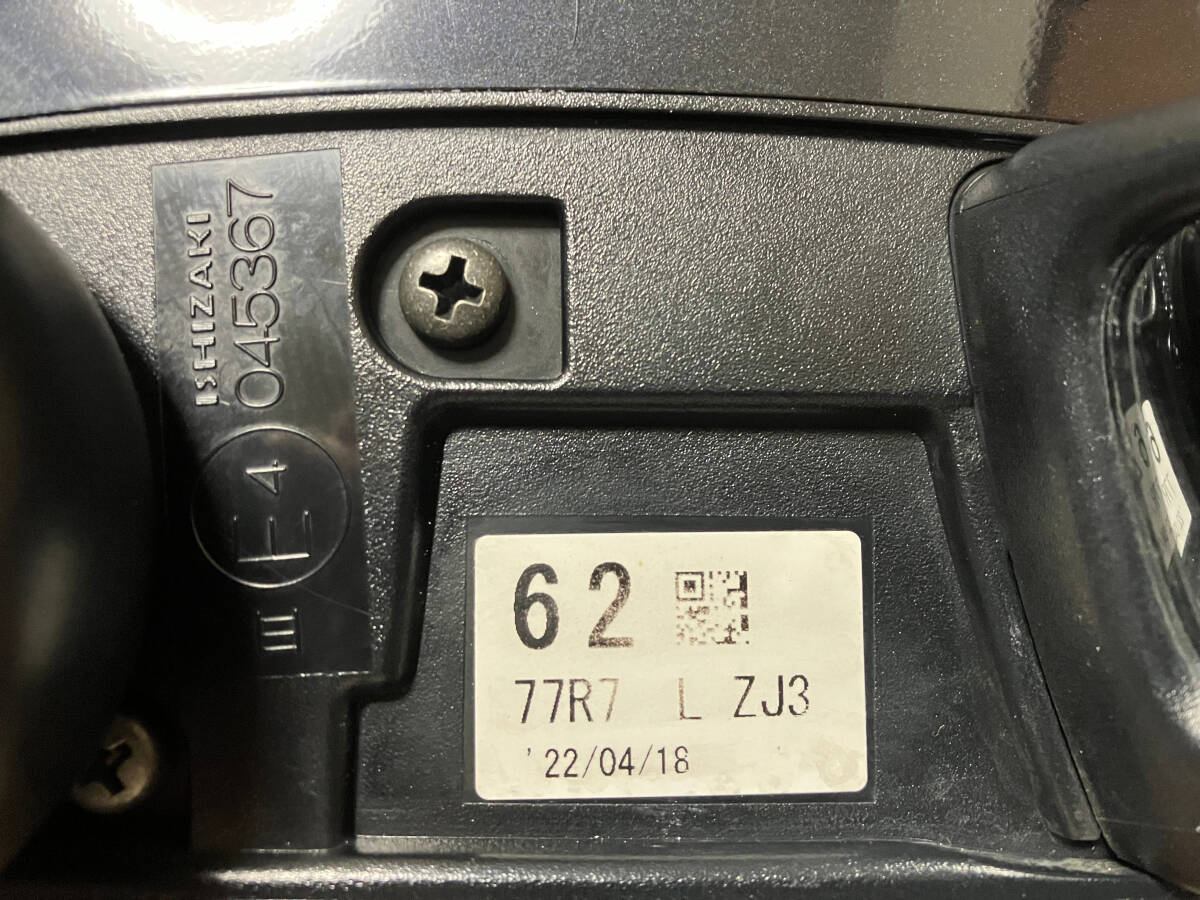 ISHIZAKI
045367
E4
III
62
77R7 L ZJ3
'22/04/18